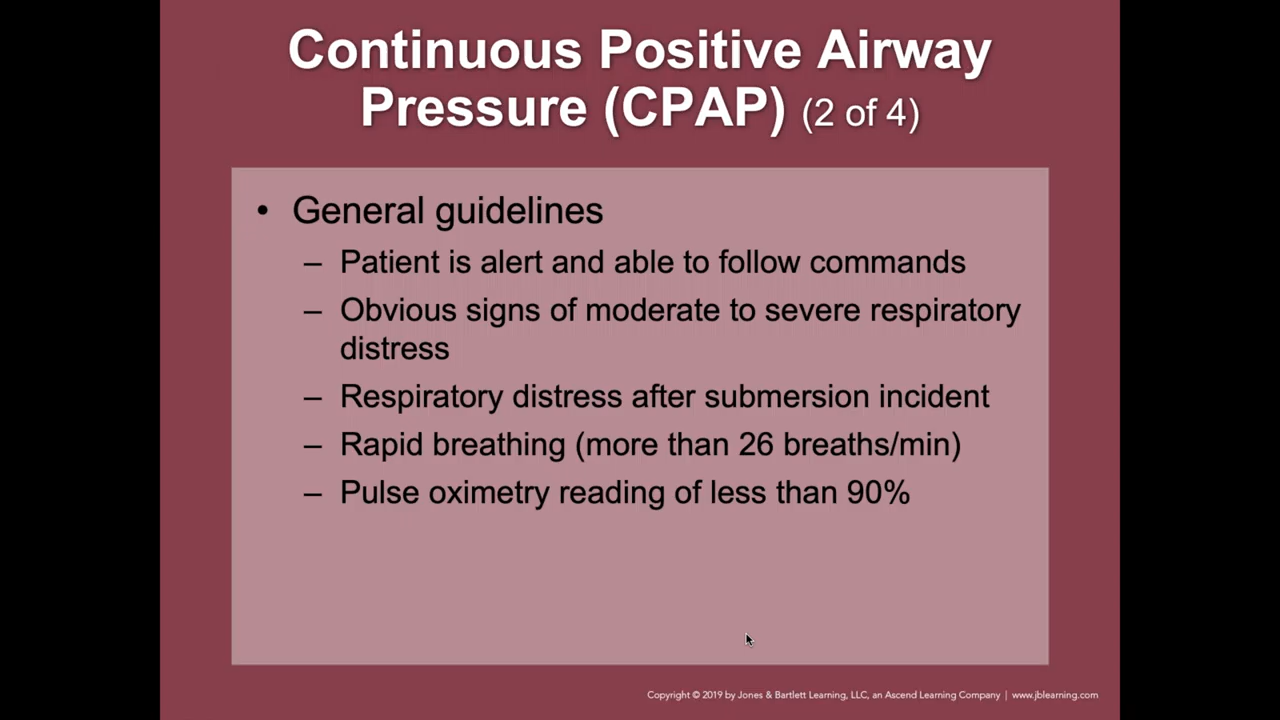 Continuous Positive Airway
Pressure (CPAP) (2 of 4)
• General guidelines
– Patient is alert and able to follow commands
– Obvious signs of moderate to severe respiratory
distress
– Respiratory distress after submersion incident
– Rapid breathing (more than 26 breaths/min)
– Pulse oximetry reading of less than 90%
Copyright © 2019 by Jones & Bartlett Learning, LLC, an Ascend Learning Company | www.jblearning.com